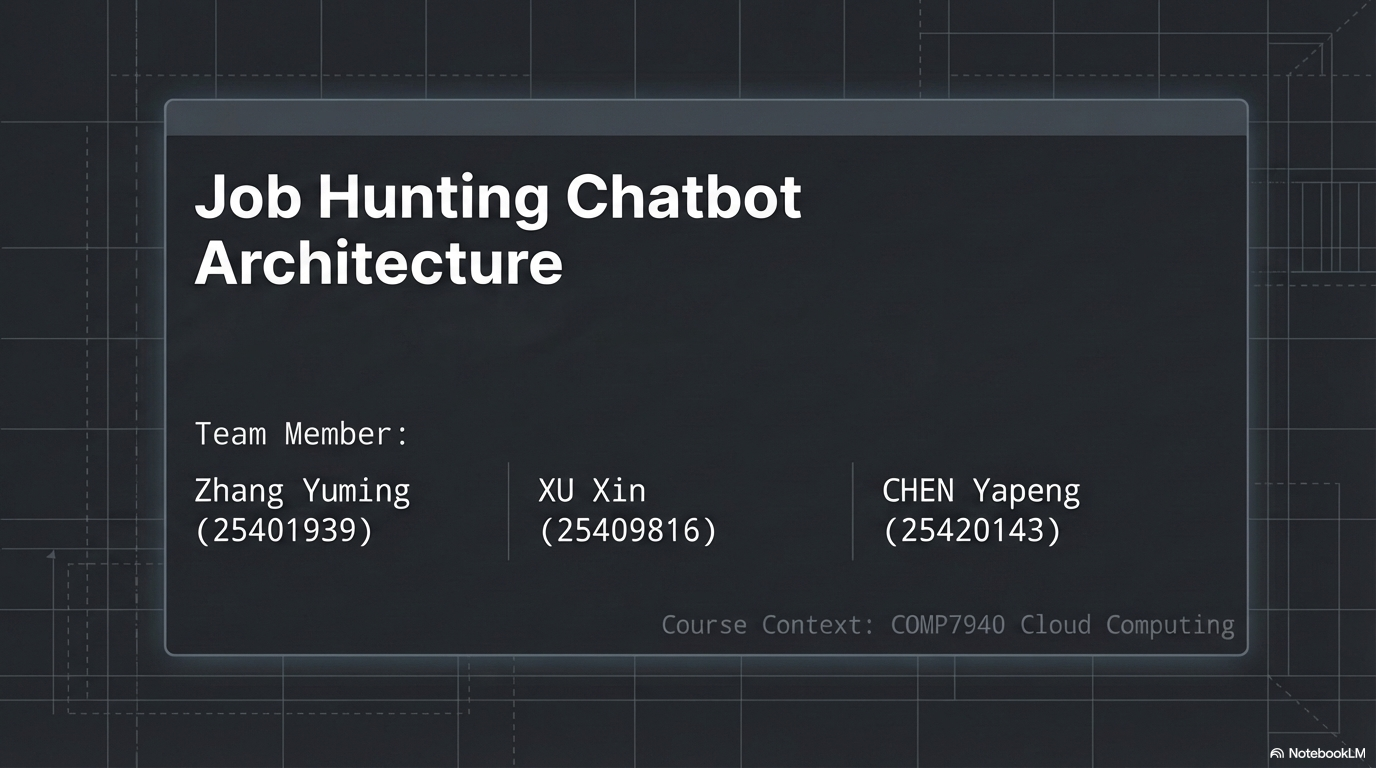 Job Hunting Chatbot
Architecture
Team Member:
Zhang Yuming
(25401939)
XU Xin
(25409816)
CHEN Yapeng
(25420143)
Course Context: COMP7940 Cloud Computing
NotebookLM